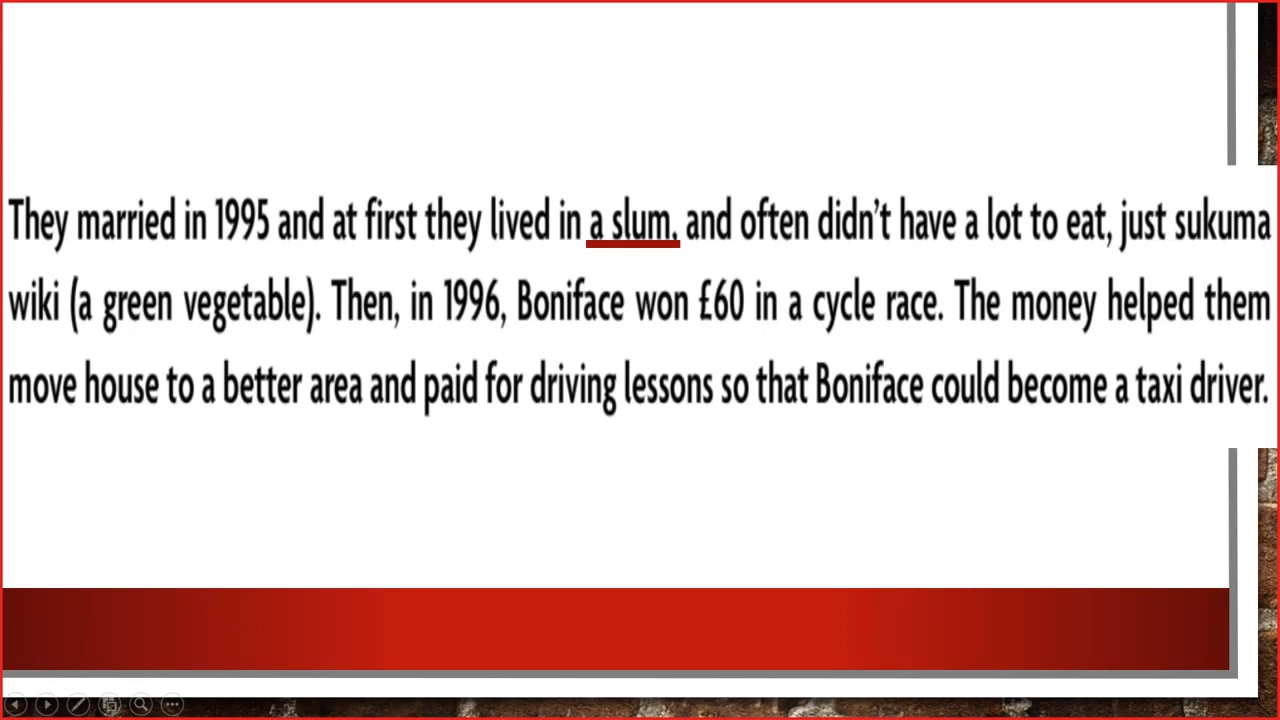 They married in 1995 and at first they lived in a slum, and often didn't have a lot to eat, just sukuma
wiki (a green vegetable). Then, in 1996, Boniface won £60 in a cycle race. The money helped them
move house to a better area and paid for driving lessons so that Boniface could become a taxi driver.